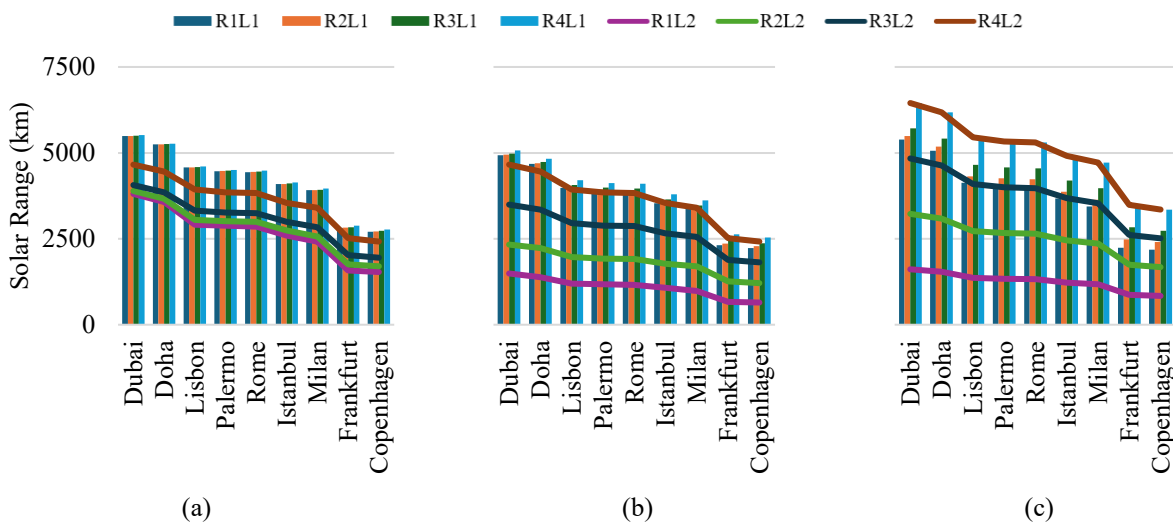 R1L1 R2L1 R3L1 R4L1 R1L2 R2L2 R3L2 R4L2
Solar Range (km)
7500
5000
2500
0
Dubai
Doha
Lisbon
Palermo
Rome
Istanbul
Milan
Frankfurt
Copenhagen
Dubai
Doha
Lisbon
Palermo
Rome
Istanbul
Milan
Frankfurt
Copenhagen
Dubai
Doha
Lisbon
Palermo
Rome
Istanbul
Milan
Frankfurt
Copenhagen
(a) (b) (c)